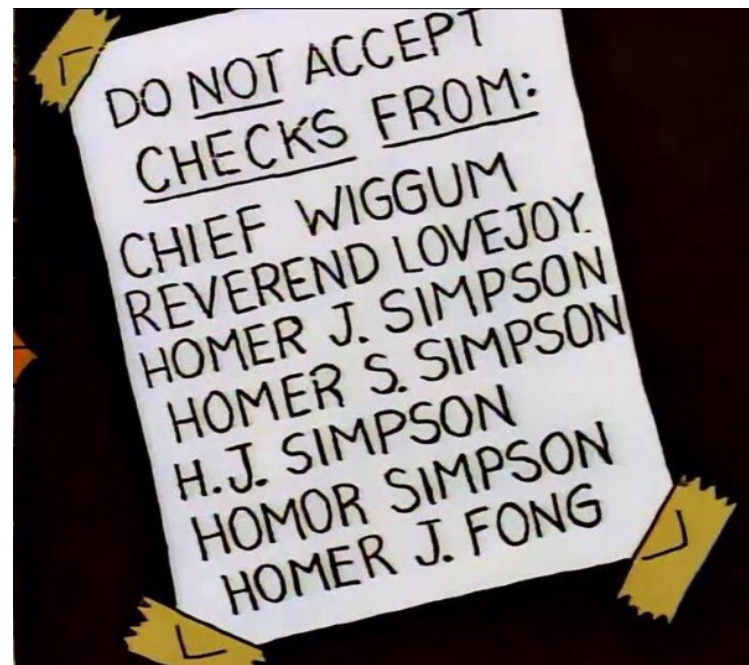 DO NOT ACCEPT
CHECKS FROM:
CHIEF WIGGUM
REVEREND LOVEJOY.
HOMER J. SIMPSON
HOMER S. SIMPSON
H.J. SIMPSON
HOMOR SIMPSON
HOMER J. FONG